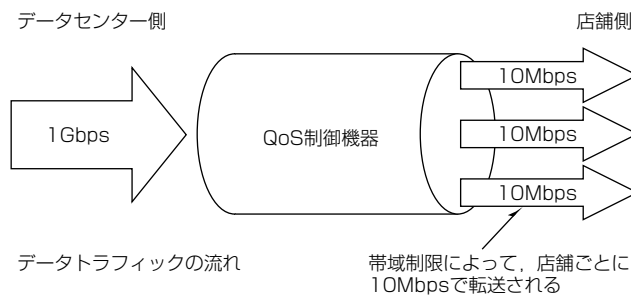 データセンター側
店舗側
10Mbps
1Gbps
QoS制御機器
10Mbps
10Mbps
データトラフィックの流れ
帯域制限によって，店舗ごとに
10Mbpsで転送される